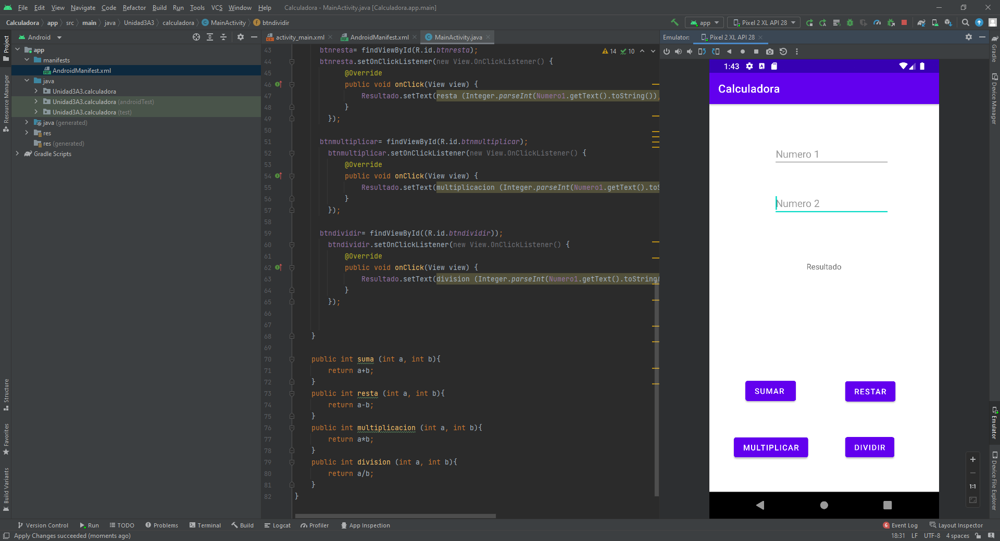 File Edit View Navigate Code Refactor Build Run Tools VCS Window Help Calculadora - MainActivity.java [Calculadora.app.main]
Calculadora app src main java Unidad3A3 calculadora MainActivity btndividir
app Pixel 2 XL API 28
Android
activity_main.xml AndroidManifest.xml MainActivity.java
Emulator: Pixel 2 XL API 28
Project
Resource Manager
Structure
Favorites
Build Variants
app
manifests
AndroidManifest.xml
java
Unidad3A3.calculadora
Unidad3A3.calculadora (androidTest)
Unidad3A3.calculadora (test)
java (generated)
res
res (generated)
Gradle Scripts
14 10
43 btnresta= findViewById(R.id.btnresta);
44 btnresta.setOnClickListener(new View.OnClickListener() {
45 @Override
46 public void onClick(View view) {
47 Resultado.setText(resta (Integer.parseInt(Numero1.getText().toString()),
48 }
49 });
50
51 btnmultiplicar= findViewById(R.id.btnmultiplicar);
52 btnmultiplicar.setOnClickListener(new View.OnClickListener() {
53 @Override
54 public void onClick(View view) {
55 Resultado.setText(multiplicacion (Integer.parseInt(Numero1.getText().toS
56 }
57 });
58
59 btndividir= findViewById((R.id.btndividir));
60 btndividir.setOnClickListener(new View.OnClickListener() {
61 @Override
62 public void onClick(View view) {
63 Resultado.setText(division (Integer.parseInt(Numero1.getText().toString(
64 }
65 });
66
67
68 }
69
70 public int suma (int a, int b){
71 return a+b;
72 }
73 public int resta (int a, int b){
74 return a-b;
75 }
76 public int multiplicacion (int a, int b){
77 return a*b;
78 }
79 public int division (int a, int b){
80 return a/b;
81 }
82 }
1:43
Calculadora
Numero 1
Numero 2
Resultado
SUMAR RESTAR
MULTIPLICAR DIVIDIR
1:1
Gradle
Device Manager
Emulator
Device File Explorer
Version Control Run TODO Problems Terminal Build Logcat Profiler App Inspection 6 Event Log Layout Inspector
Apply Changes succeeded (moments ago) 18:31 LF UTF-8 4 spaces